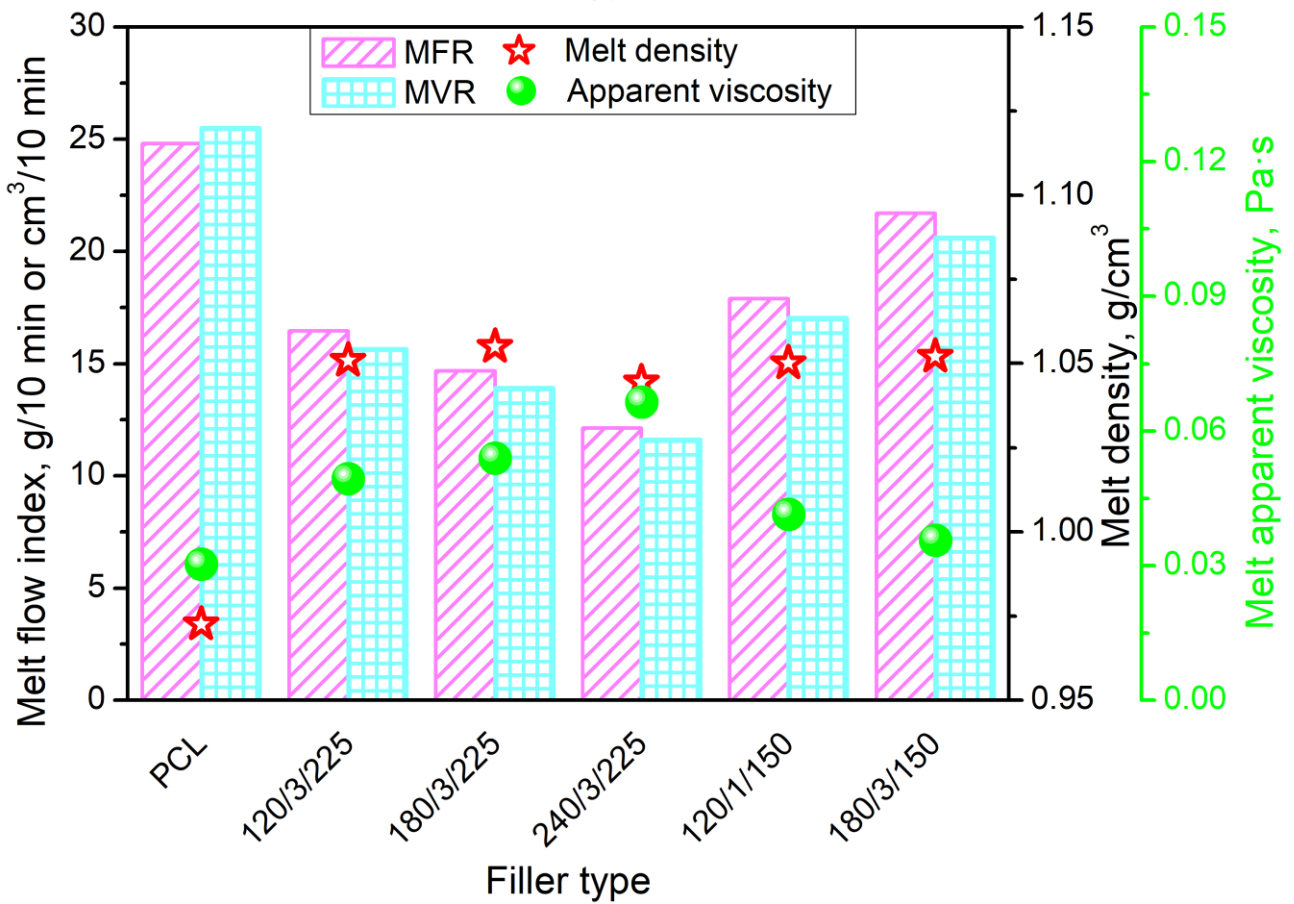 Melt flow index, g/10 min or cm³/10 min
30
25
20
15
10
5
0
MFR
Melt density
MVR
Apparent viscosity
1.15
1.10
1.05
1.00
0.95
Melt density, g/cm³
0.15
0.12
0.09
0.06
0.03
0.00
Melt apparent viscosity, Pa·s
PCL
120/3/225
180/3/225
240/3/225
120/1/150
180/3/150
Filler type